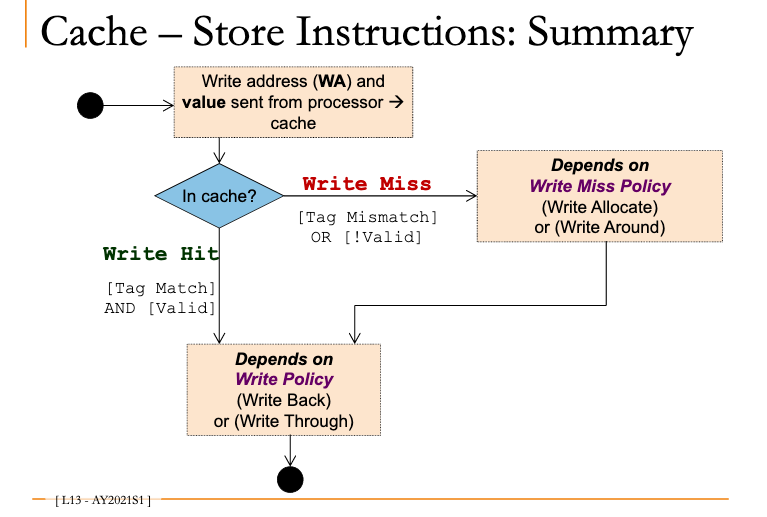 Cache – Store Instructions: Summary
Write address (WA) and
value sent from processor →
cache
In cache?
Write Miss
[Tag Mismatch]
OR [!Valid]
Depends on
Write Miss Policy
(Write Allocate)
or (Write Around)
Write Hit
[Tag Match]
AND [Valid]
Depends on
Write Policy
(Write Back)
or (Write Through)
[ L13 - AY2021S1 ]